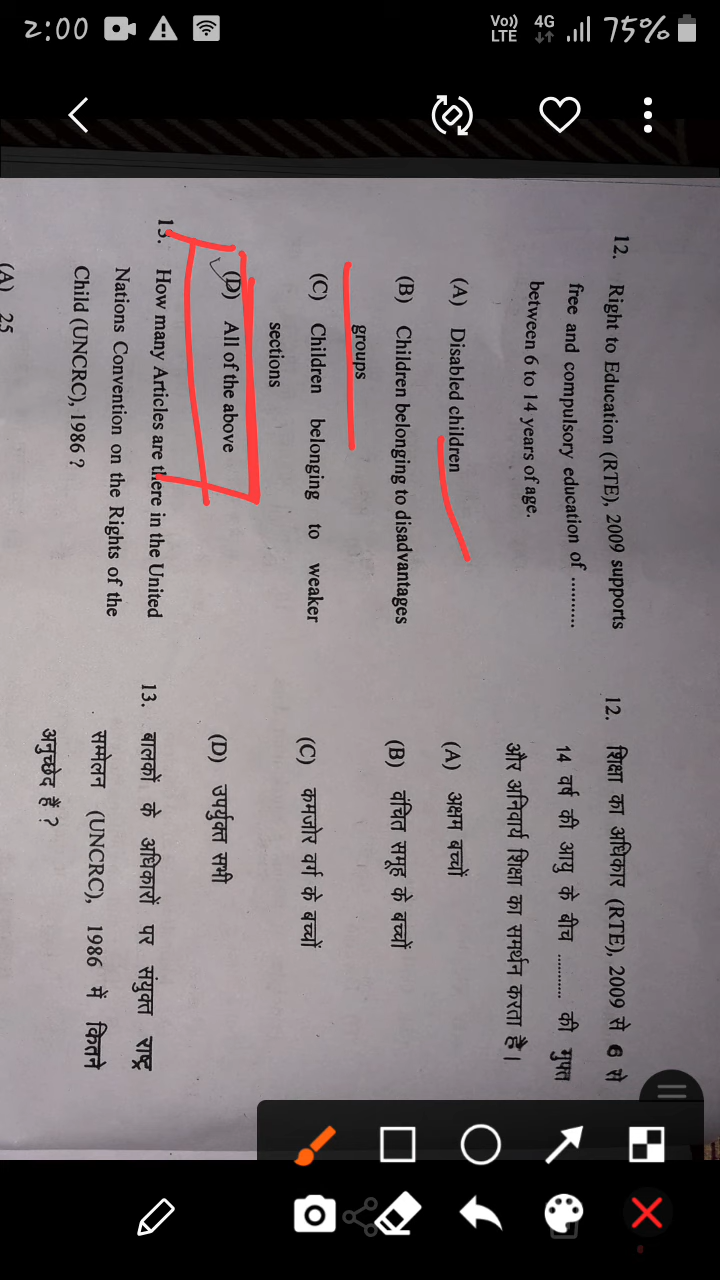 2:00
Vo)) LTE 4G 75%
12. Right to Education (RTE), 2009 supports
free and compulsory education of ..........
between 6 to 14 years of age.
(A) Disabled children
(B) Children belonging to disadvantages
groups
(C) Children belonging to weaker
sections
(D) All of the above
13. How many Articles are there in the United
Nations Convention on the Rights of the
Child (UNCRC), 1986 ?
(A) 25
12. शिक्षा का अधिकार (RTE), 2009 से 6 से
14 वर्ष की आयु के बीच .......... की मुफ्त
और अनिवार्य शिक्षा का समर्थन करता है।
(A) अक्षम बच्चों
(B) वंचित समूह के बच्चों
(C) कमजोर वर्ग के बच्चों
(D) उपर्युक्त सभी
13. बालकों के अधिकारों पर संयुक्त राष्ट्र
सम्मेलन (UNCRC), 1986 में कितने
अनुच्छेद हैं ?